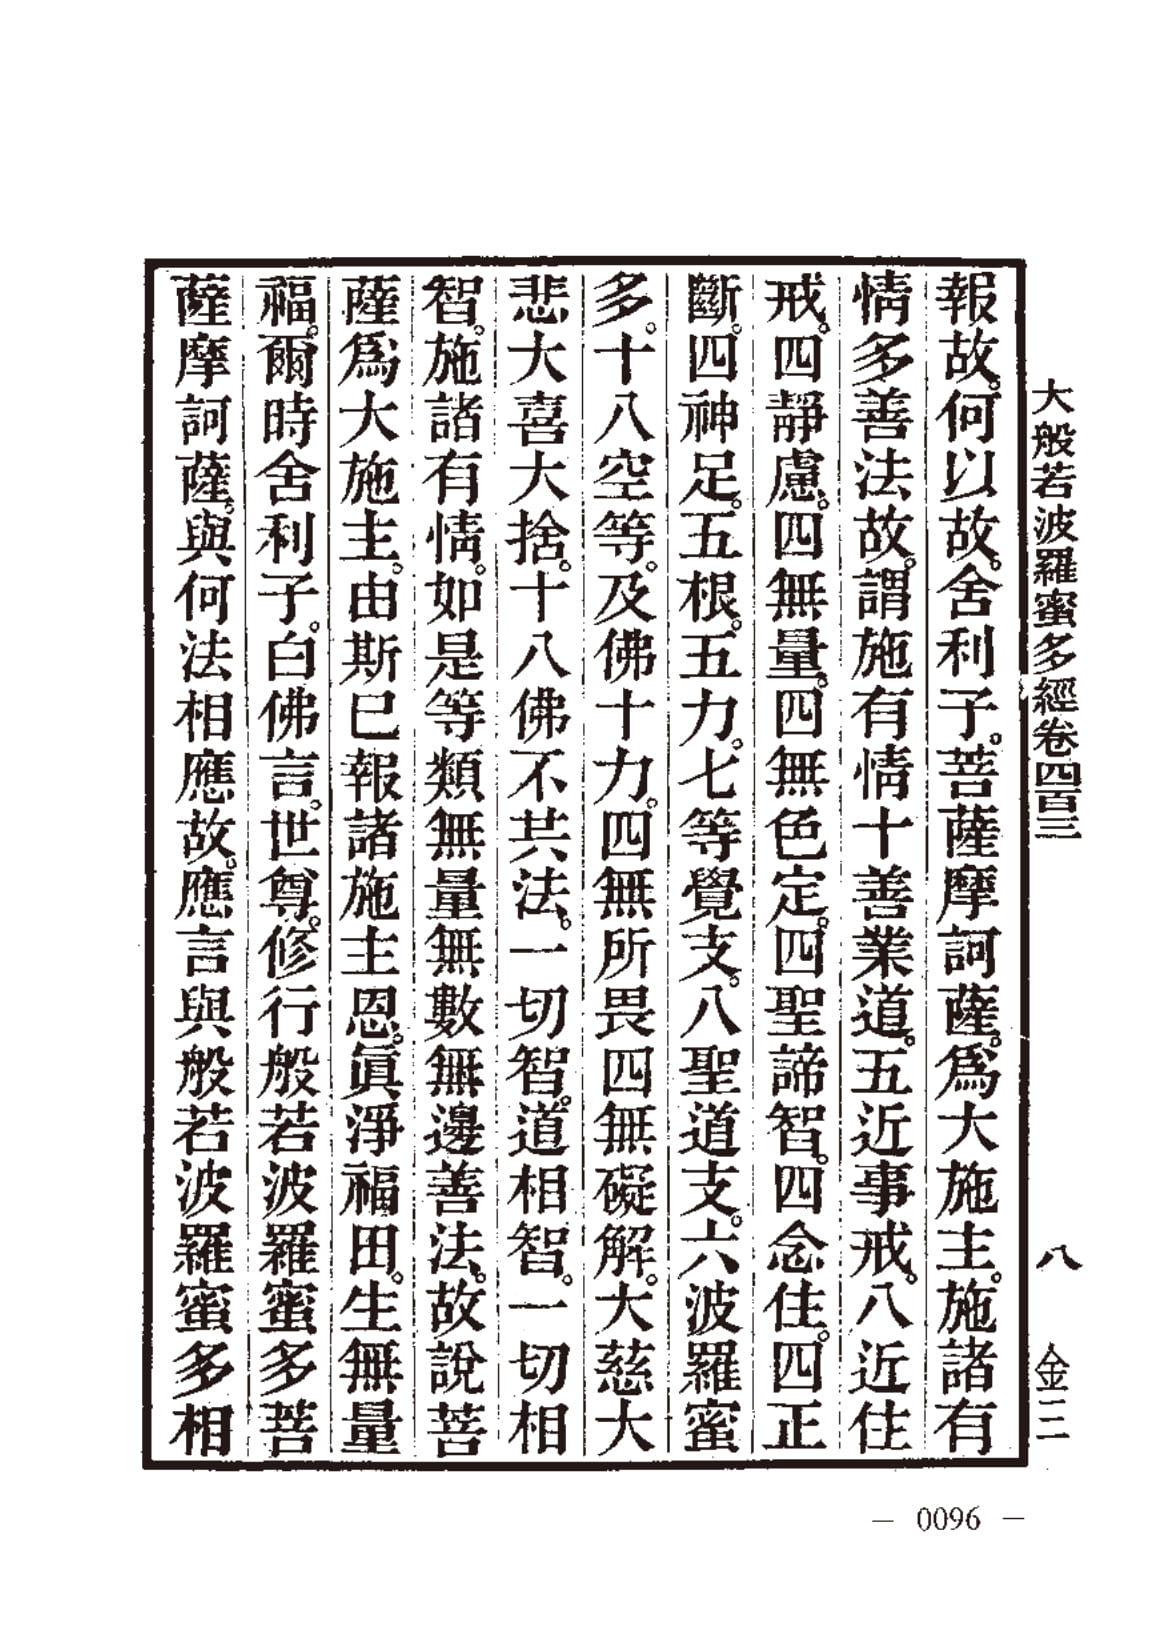 大般若波羅蜜多經卷四百三　八　金三
報故。何以故。舍利子。菩薩摩訶薩。爲大施主。施諸有
情多善法故。謂施有情十善業道。五近事戒。八近住
戒。四靜慮。四無量。四無色定。四聖諦智。四念住。四正
斷。四神足。五根。五力。七等覺支。八聖道支。六波羅蜜
多。十八空等。及佛十力。四無所畏四無礙解。大慈大
悲大喜大捨。十八佛不共法。一切智。道相智。一切相
智。施諸有情。如是等類無量無數無邊善法。故說菩
薩爲大施主。由斯巳報諸施主恩。眞淨福田。生無量
福。爾時舍利子。白佛言。世尊。修行般若波羅蜜多菩
薩摩訶薩。與何法相應故。應言與般若波羅蜜多相
— 0096 —